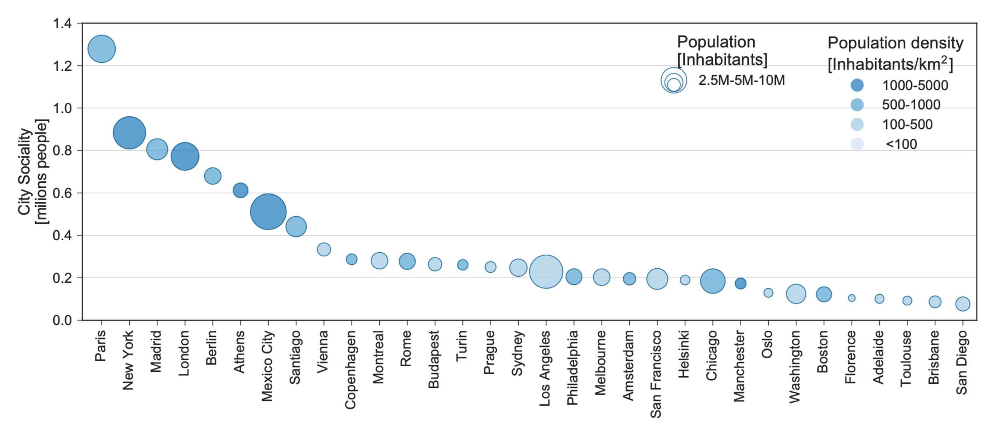 1.4
1.2
1.0
0.8
0.6
0.4
0.2
0.0
City Sociality
[milions people]
Population
[Inhabitants]
2.5M-5M-10M
Population density
[Inhabitants/km²]
1000-5000
500-1000
100-500
<100
Paris
New York
Madrid
London
Berlin
Athens
Mexico City
Santiago
Vienna
Copenhagen
Montreal
Rome
Budapest
Turin
Prague
Sydney
Los Angeles
Philadelphia
Melbourne
Amsterdam
San Francisco
Helsinki
Chicago
Manchester
Oslo
Washington
Boston
Florence
Adelaide
Toulouse
Brisbane
San Diego